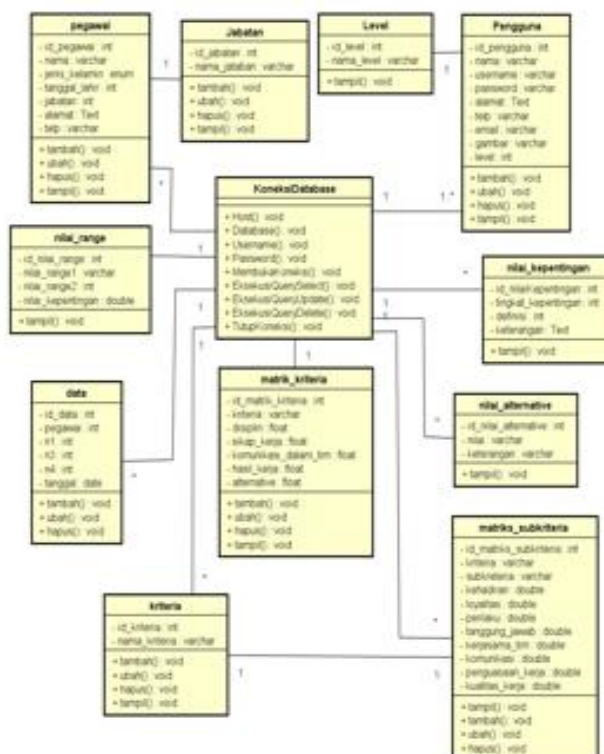 pegawai
- id_pegawai : int
- nama : varchar
- jenis_kelamin : enum
- tanggal_lahir : int
- jabatan : int
- alamat : Text
- telp : varchar
+ tambah() : void
+ ubah() : void
+ hapus() : void
+ tampil() : void
Jabatan
- id_jabatan : int
- nama_jabatan : varchar
+ tambah() : void
+ ubah() : void
+ hapus() : void
+ tampil() : void
Level
- id_level : int
- nama_level : varchar
+ tampil() : void
Pengguna
- id_pengguna : int
- nama : varchar
- username : varchar
- password : varchar
- alamat : Text
- telp : varchar
- email : varchar
- gambar : varchar
- level : int
+ tambah() : void
+ ubah() : void
+ hapus() : void
+ tampil() : void
KoneksiDatabase
+ Host() : void
+ Database() : void
+ Username() : void
+ Password() : void
+ MembukaKoneksi() : void
+ EksekusiQuerySelect() : void
+ EksekusiQueryUpdate() : void
+ EksekusiQueryDelete() : void
+ TutupKoneksi() : void
nilai_range
- id_nilai_range : int
- nilai_range1 : varchar
- nilai_range2 : int
- nilai_kepentingan : double
+ tampil() : void
nilai_kepentingan
- id_nilaikepentingan : int
- tingkat_kepentingan : int
- definisi : int
- keterangan : Text
+ tampil() : void
data
- id_data : int
- pegawai : int
- n1 : int
- n3 : int
- n4 : int
- tanggal : date
+ tambah() : void
+ ubah() : void
+ hapus() : void
matrik_kriteria
- id_matrik_kriteria : int
- kriteria : varchar
- disiplin : float
- sikap_kerja : float
- komunikasi_dalam_tim : float
- hasil_kerja : float
- alternative : float
+ tambah() : void
+ ubah() : void
+ hapus() : void
+ tampil() : void
nilai_alternative
- id_nilai_alternative : int
- nilai : varchar
- keterangan : varchar
+ tampil() : void
matriks_subkriteria
- id_matriks_subkriteria : int
- kriteria : varchar
- subkriteria : varchar
- kehadiran : double
- loyalitas : double
- perilaku : double
- tanggung_jawab : double
- kerjasama_tim : double
- komunikasi : double
- penguasaan_kerja : double
- kualitas_kerja : double
+ tampil() : void
+ tambah() : void
+ ubah() : void
+ hapus() : void
kriteria
- id_kriteria : int
- nama_kriteria : varchar
+ tambah() : void
+ ubah() : void
+ hapus() : void
+ tampil() : void